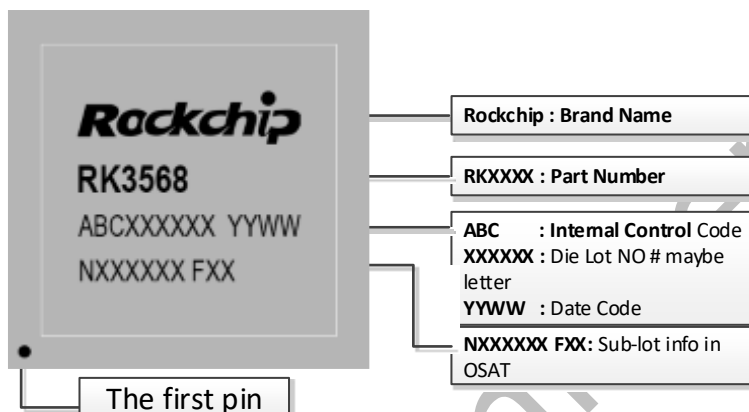 Rockchip
RK3568
ABCXXXXXX YYWW
NXXXXXX FXX
The first pin
Rockchip : Brand Name
RKXXXX : Part Number
ABC : Internal Control Code
XXXXXX : Die Lot NO # maybe
letter
YYWW : Date Code
NXXXXXX FXX: Sub-lot info in
OSAT